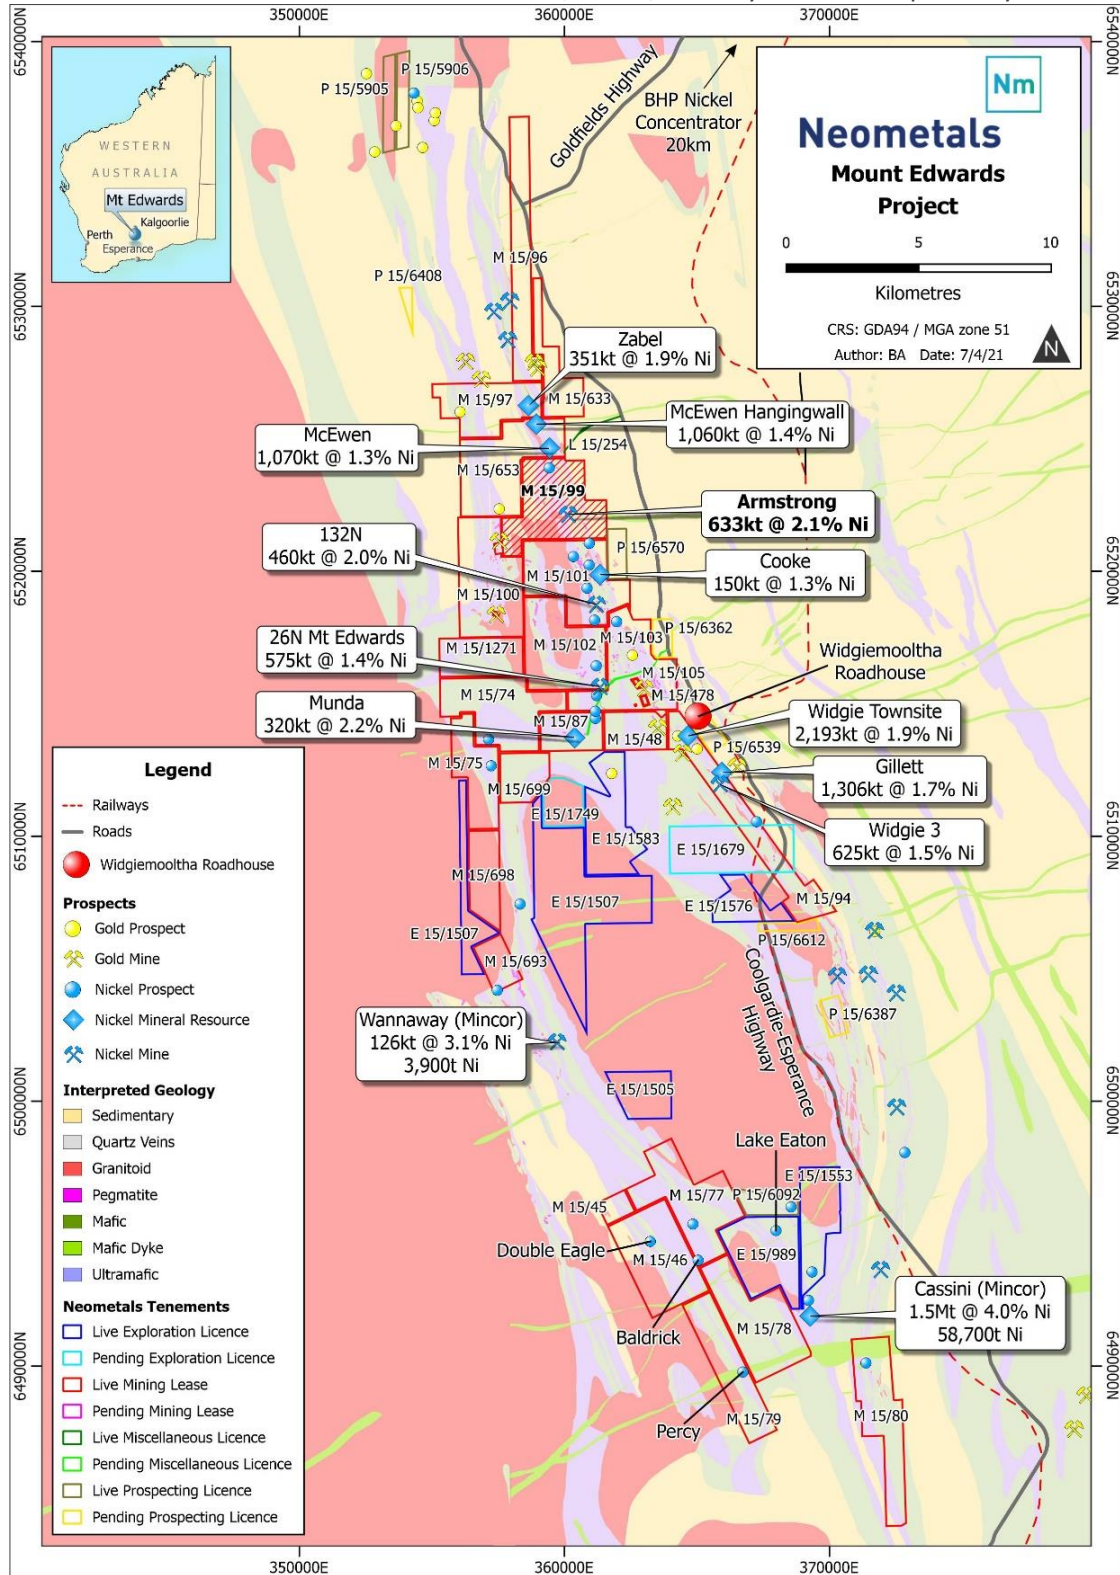 350000E
360000E
370000E
6540000N
6540000N
WESTERN
AUSTRALIA
Mt Edwards
Kalgoorlie
Perth
Esperance
P 15/5905
P 15/5906
Goldfields Highway
BHP Nickel
Concentrator
20km
Nm
Neometals
Mount Edwards
Project
0
5
10
Kilometres
CRS: GDA94 / MGA zone 51
Author: BA Date: 7/4/21
N
M 15/96
P 15/6408
6530000N
6530000N
Zabel
351kt @ 1.9% Ni
M 15/97
M 15/633
McEwen Hangingwall
1,060kt @ 1.4% Ni
McEwen
1,070kt @ 1.3% Ni
L 15/254
M 15/653
M 15/99
Armstrong
633kt @ 2.1% Ni
132N
460kt @ 2.0% Ni
P 15/6570
Cooke
150kt @ 1.3% Ni
6520000N
6520000N
M 15/101
M 15/100
26N Mt Edwards
575kt @ 1.4% Ni
M 15/1271
M 15/102
M 15/103
P 15/6362
Widgiemooltha
Roadhouse
M 15/105
M 15/74
M 15/478
Munda
320kt @ 2.2% Ni
M 15/87
M 15/48
Widgie Townsite
2,193kt @ 1.9% Ni
P 15/6539
M 15/75
Gillett
1,306kt @ 1.7% Ni
M 15/699
E 15/1749
E 15/1583
Widgie 3
625kt @ 1.5% Ni
6510000N
6510000N
E 15/1679
M 15/698
E 15/1507
E 15/1576
M 15/94
E 15/1507
P 15/6612
M 15/693
Coolgardie-Esperance
Highway
P 15/6387
Wannaway (Mincor)
126kt @ 3.1% Ni
3,900t Ni
E 15/1505
6500000N
6500000N
Lake Eaton
E 15/1553
M 15/77
P 15/6092
M 15/45
Double Eagle
M 15/46
E 15/989
Cassini (Mincor)
1.5Mt @ 4.0% Ni
58,700t Ni
Baldrick
M 15/78
6490000N
6490000N
Percy
M 15/79
M 15/80
Legend
Railways
Roads
Widgiemooltha Roadhouse
Prospects
Gold Prospect
Gold Mine
Nickel Prospect
Nickel Mineral Resource
Nickel Mine
Interpreted Geology
Sedimentary
Quartz Veins
Granitoid
Pegmatite
Mafic
Mafic Dyke
Ultramafic
Neometals Tenements
Live Exploration Licence
Pending Exploration Licence
Live Mining Lease
Pending Mining Lease
Live Miscellaneous Licence
Pending Miscellaneous Licence
Live Prospecting Licence
Pending Prospecting Licence
350000E
360000E
370000E